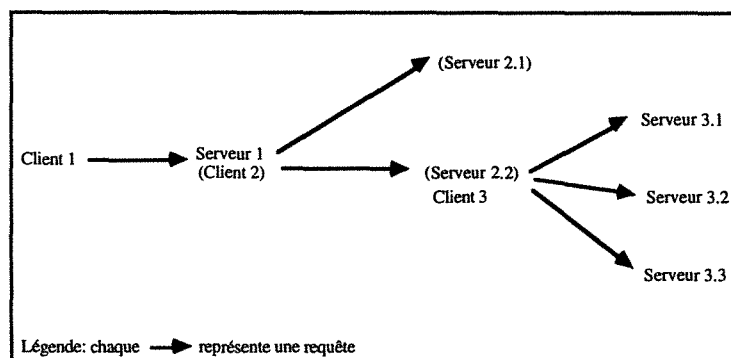 (Serveur 2.1)
Serveur 3.1
Client 1
Serveur 1
(Client 2)
(Serveur 2.2)
Client 3
Serveur 3.2
Serveur 3.3
Légende: chaque représente une requête